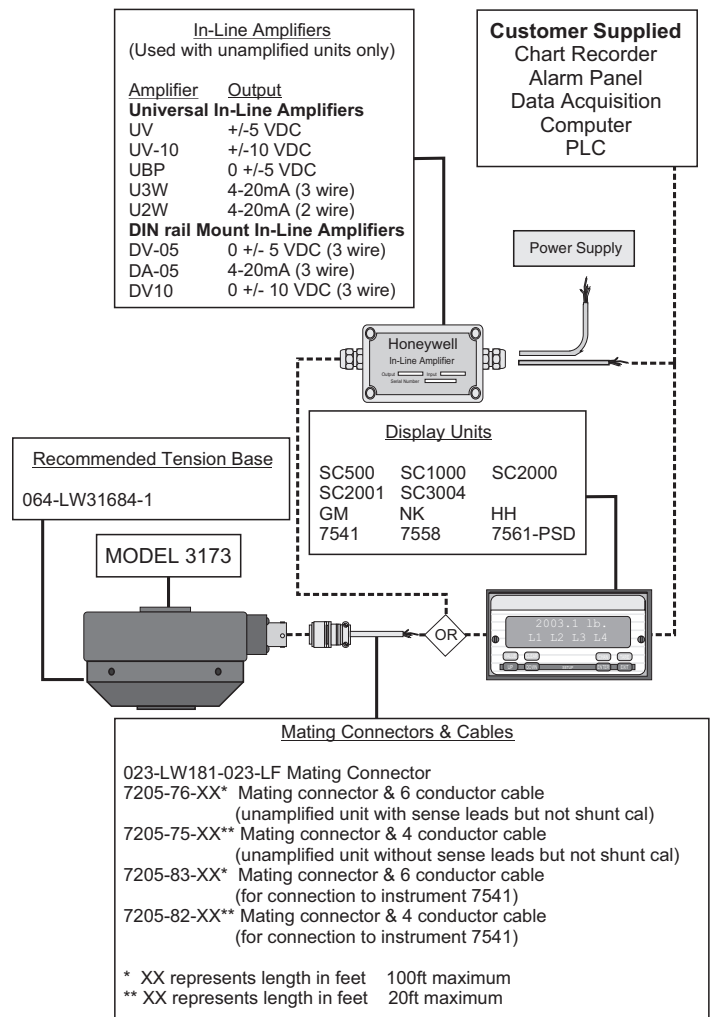 In-Line Amplifiers
(Used with unamplified units only)
Amplifier Output
Universal In-Line Amplifiers
UV +/-5 VDC
UV-10 +/-10 VDC
UBP 0 +/-5 VDC
U3W 4-20mA (3 wire)
U2W 4-20mA (2 wire)
DIN rail Mount In-Line Amplifiers
DV-05 0 +/- 5 VDC (3 wire)
DA-05 4-20mA (3 wire)
DV10 0 +/- 10 VDC (3 wire)
Customer Supplied
Chart Recorder
Alarm Panel
Data Acquisition
Computer
PLC
Power Supply
Honeywell
In-Line Amplifier
Output Input
Serial Number
Display Units
SC500 SC1000 SC2000
SC2001 SC3004
GM NK HH
7541 7558 7561-PSD
Recommended Tension Base
064-LW31684-1
MODEL 3173
OR
2003.1 lb.
L1 L2 L3 L4
SETUP
Mating Connectors & Cables
023-LW181-023-LF Mating Connector
7205-76-XX* Mating connector & 6 conductor cable
(unamplified unit with sense leads but not shunt cal)
7205-75-XX** Mating connector & 4 conductor cable
(unamplified unit without sense leads but not shunt cal)
7205-83-XX* Mating connector & 6 conductor cable
(for connection to instrument 7541)
7205-82-XX** Mating connector & 4 conductor cable
(for connection to instrument 7541)
* XX represents length in feet 100ft maximum
** XX represents length in feet 20ft maximum